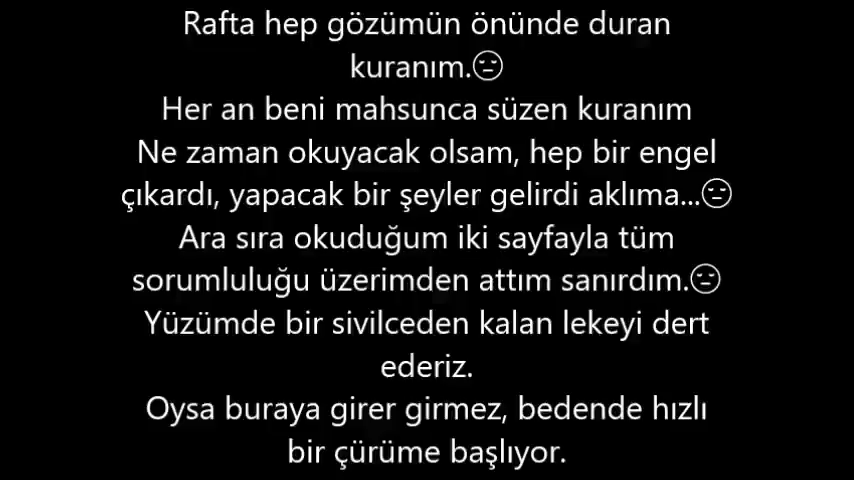 Rafta hep gözümün önünde duran
kuranım.😔
Her an beni mahsunca süzen kuranım
Ne zaman okuyacak olsam, hep bir engel
çıkardı, yapacak bir şeyler gelirdi aklıma...😔
Ara sıra okuduğum iki sayfayla tüm
sorumluluğu üzerimden attım sanırdım.😔
Yüzümde bir sivilceden kalan lekeyi dert
ederiz.
Oysa buraya girer girmez, bedende hızlı
bir çürüme başlıyor.